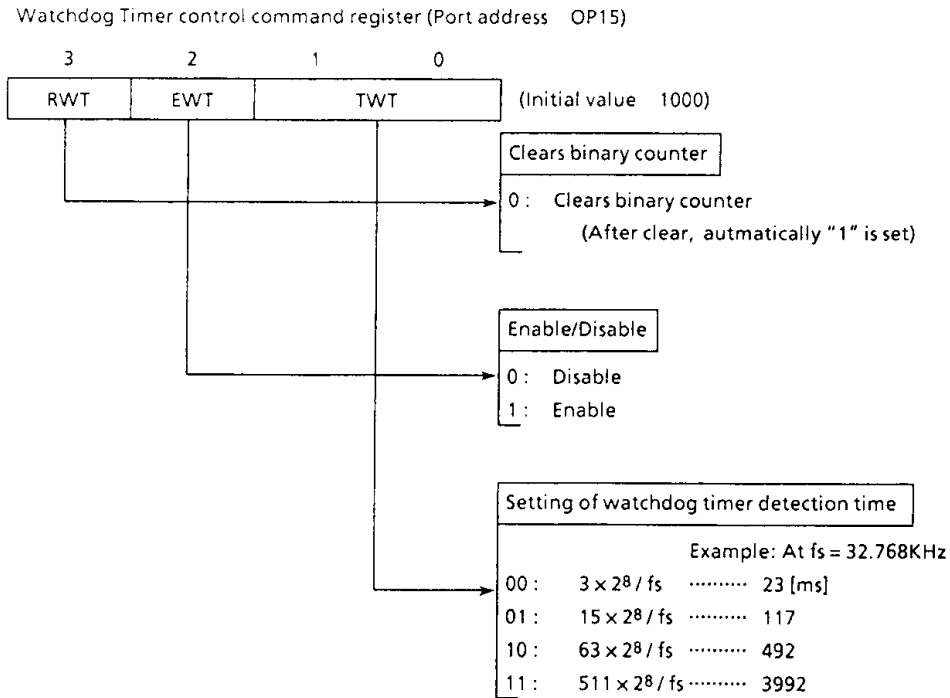 Watchdog Timer control command register (Port address OP15)
3 2 1 0
RWT EWT TWT (Initial value 1000)
Clears binary counter
0 : Clears binary counter
(After clear, autmatically "1" is set)
Enable/Disable
0 : Disable
1 : Enable
Setting of watchdog timer detection time
Example: At fs = 32.768KHz
00 : 3 × 2⁸ / fs ·········· 23 [ms]
01 : 15 × 2⁸ / fs ·········· 117
10 : 63 × 2⁸ / fs ·········· 492
11 : 511 × 2⁸ / fs ·········· 3992